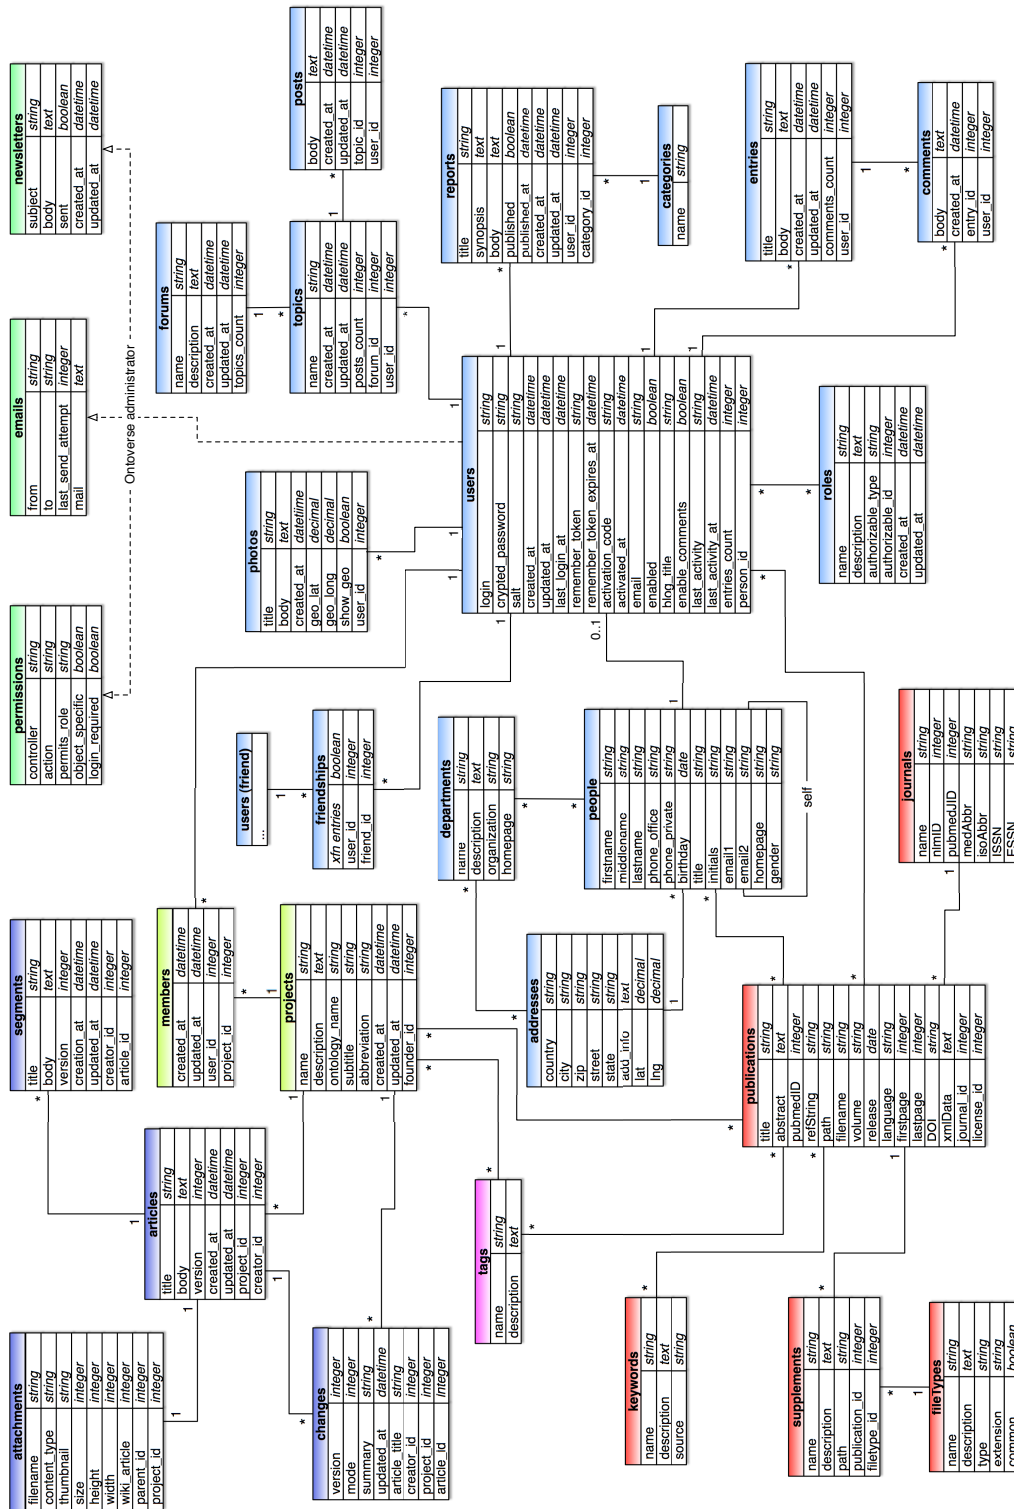 attachments
filename string
content_type string
thumbnail string
size integer
height integer
width integer
wiki_article integer
parent_id integer
project_id integer
segments
title string
body text
version integer
creation_at datetime
updated_at datetime
creator_id integer
article_id integer
permissions
controller string
action string
permits_role string
object_specific boolean
login_required boolean
emails
from string
to string
last_send_attempt integer
mail text
newsletters
subject string
body text
sent boolean
created_at datetime
updated_at datetime
Ontoverse administrator
articles
title string
body text
version integer
created_at datetime
updated_at datetime
project_id integer
creator_id integer
members
created_at datetime
updated_at datetime
user_id integer
project_id integer
forums
name string
description text
created_at datetime
updated_at datetime
topics_count integer
users (friend)
...
photos
title string
body text
created_at datetiime
geo_lat decimal
geo_long decimal
show_geo boolean
user_id integer
changes
version integer
mode integer
summary string
updated_at datetime
article_title string
creator_id integer
project_id integer
article_id integer
projects
name string
description text
ontology_name string
subtitle string
abbreviation string
created_at datetime
updated_at datetime
founder_id integer
friendships
xfn entries boolean
user_id integer
friend_id integer
topics
name string
created_at datetime
updated_at datetime
posts_count integer
forum_id integer
user_id integer
posts
body text
created_at datetime
updated_at datetime
topic_id integer
user_id integer
departments
name string
description text
organization string
homepage string
users
login string
crypted_password string
salt string
created_at datetime
updated_at datetime
last_login_at datetime
remember_token string
remember_token_expires_at datetime
activation_code string
activated_at datetime
email string
enabled boolean
blog_title string
enable_comments boolean
last_activity string
last_activity_at datetime
entries_count integer
person_id integer
reports
title string
synopsis text
body text
published boolean
published_at datetime
created_at datetime
updated_at datetime
user_id integer
category_id integer
tags
name string
description text
addresses
country string
city string
zip string
street string
state string
add_info text
lat decimal
lng decimal
people
firstname string
middlename string
lastname string
phone_office string
phone_private string
birthday date
title string
initials string
email1 string
email2 string
homepage string
gender string
self
categories
name string
keywords
name string
description text
source string
publications
title string
abstract text
pubmedID integer
refString string
path string
filename string
volume string
release date
language string
firstpage integer
lastpage integer
DOI string
xmlData text
journal_id integer
license_id integer
entries
title string
body text
created_at datetime
updated_at datetime
comments_count integer
user_id integer
supplements
name string
description text
path string
publication_id integer
filetype_id integer
roles
name string
description text
authorizable_type string
authorizable_id integer
created_at datetime
updated_at datetime
comments
body text
created_at datetime
entry_id integer
user_id integer
journals
name string
nlmID integer
pubmedJID integer
medAbbr string
isoAbbr string
ISSN string
ESSN string
fileTypes
name string
description text
type string
extension string
common boolean
0..1